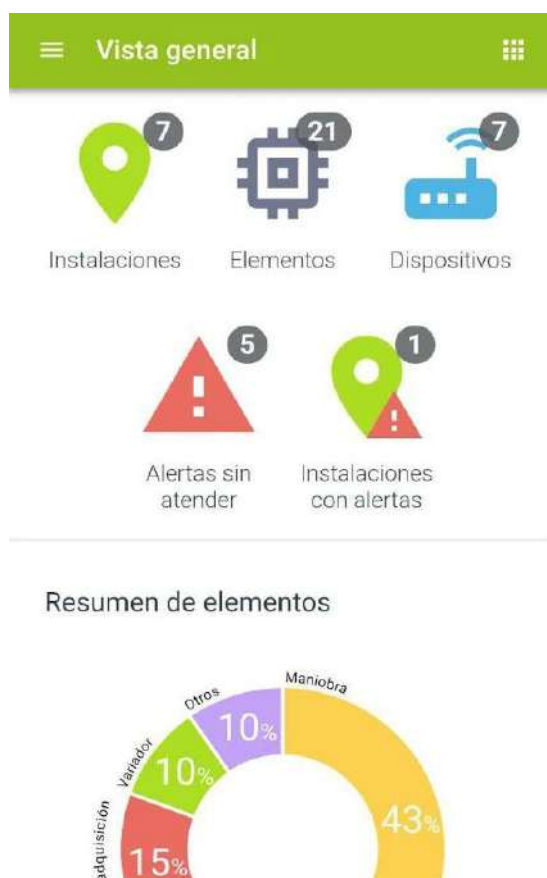 Vista general
7
21
7
Instalaciones
Elementos
Dispositivos
5
1
Alertas sin
atender
Instalaciones
con alertas
Resumen de elementos
Maniobra
Otros
10%
Variador
10%
43%
adquisición
15%